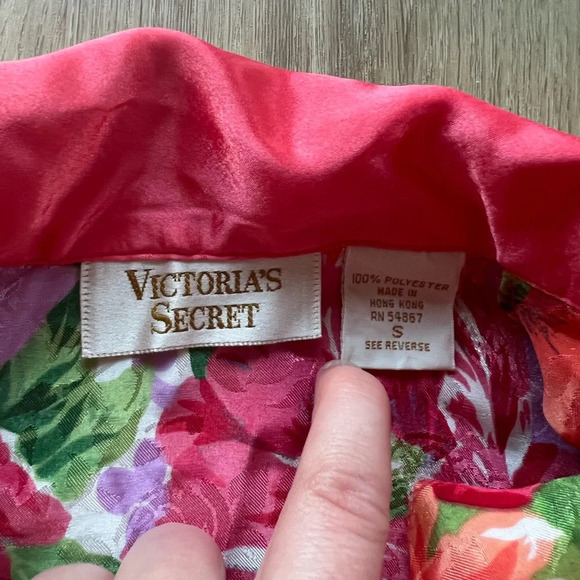 VICTORIA'S
SECRET
100% POLYESTER
MADE IN
HONG KONG
RN 54867
S
SEE REVERSE